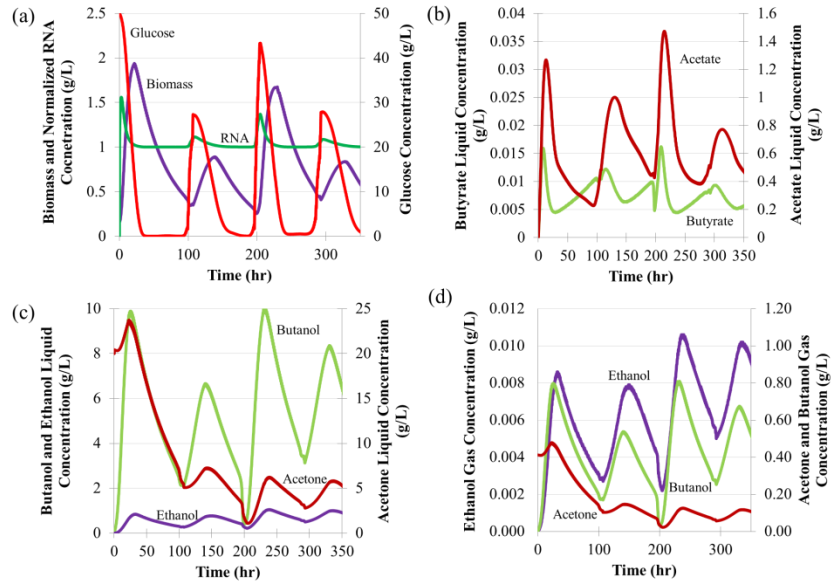 (a)
Biomass and Normalized RNA
Cocnetration (g/L)
2.5
2
1.5
1
0.5
0
Glucose
Biomass
RNA
50
40
30
20
10
0
Glucose Concentration (g/L)
0 100 200 300
Time (hr)
(b)
Butyrate Liquid Concentration
(g/L)
0.04
0.035
0.03
0.025
0.02
0.015
0.01
0.005
0
Acetate
Butyrate
1.6
1.4
1.2
1
0.8
0.6
0.4
0.2
0
Acetate Liquid Concentration
(g/L)
0 50 100 150 200 250 300 350
Time (hr)
(c)
Butanol and Ethanol Liquid
Concentration (g/L)
10
8
6
4
2
0
Butanol
Acetone
Ethanol
25
20
15
10
5
0
Acetone Liquid Concentration
(g/L)
0 50 100 150 200 250 300 350
Time (hr)
(d)
Ethanol Gas Concentration (g/L)
0.012
0.010
0.008
0.006
0.004
0.002
0.000
Ethanol
Butanol
Acetone
1.20
1.00
0.80
0.60
0.40
0.20
0.00
Acetone and Butanol Gas
Concentration (g/L)
0 100 200 300
Time (hr)